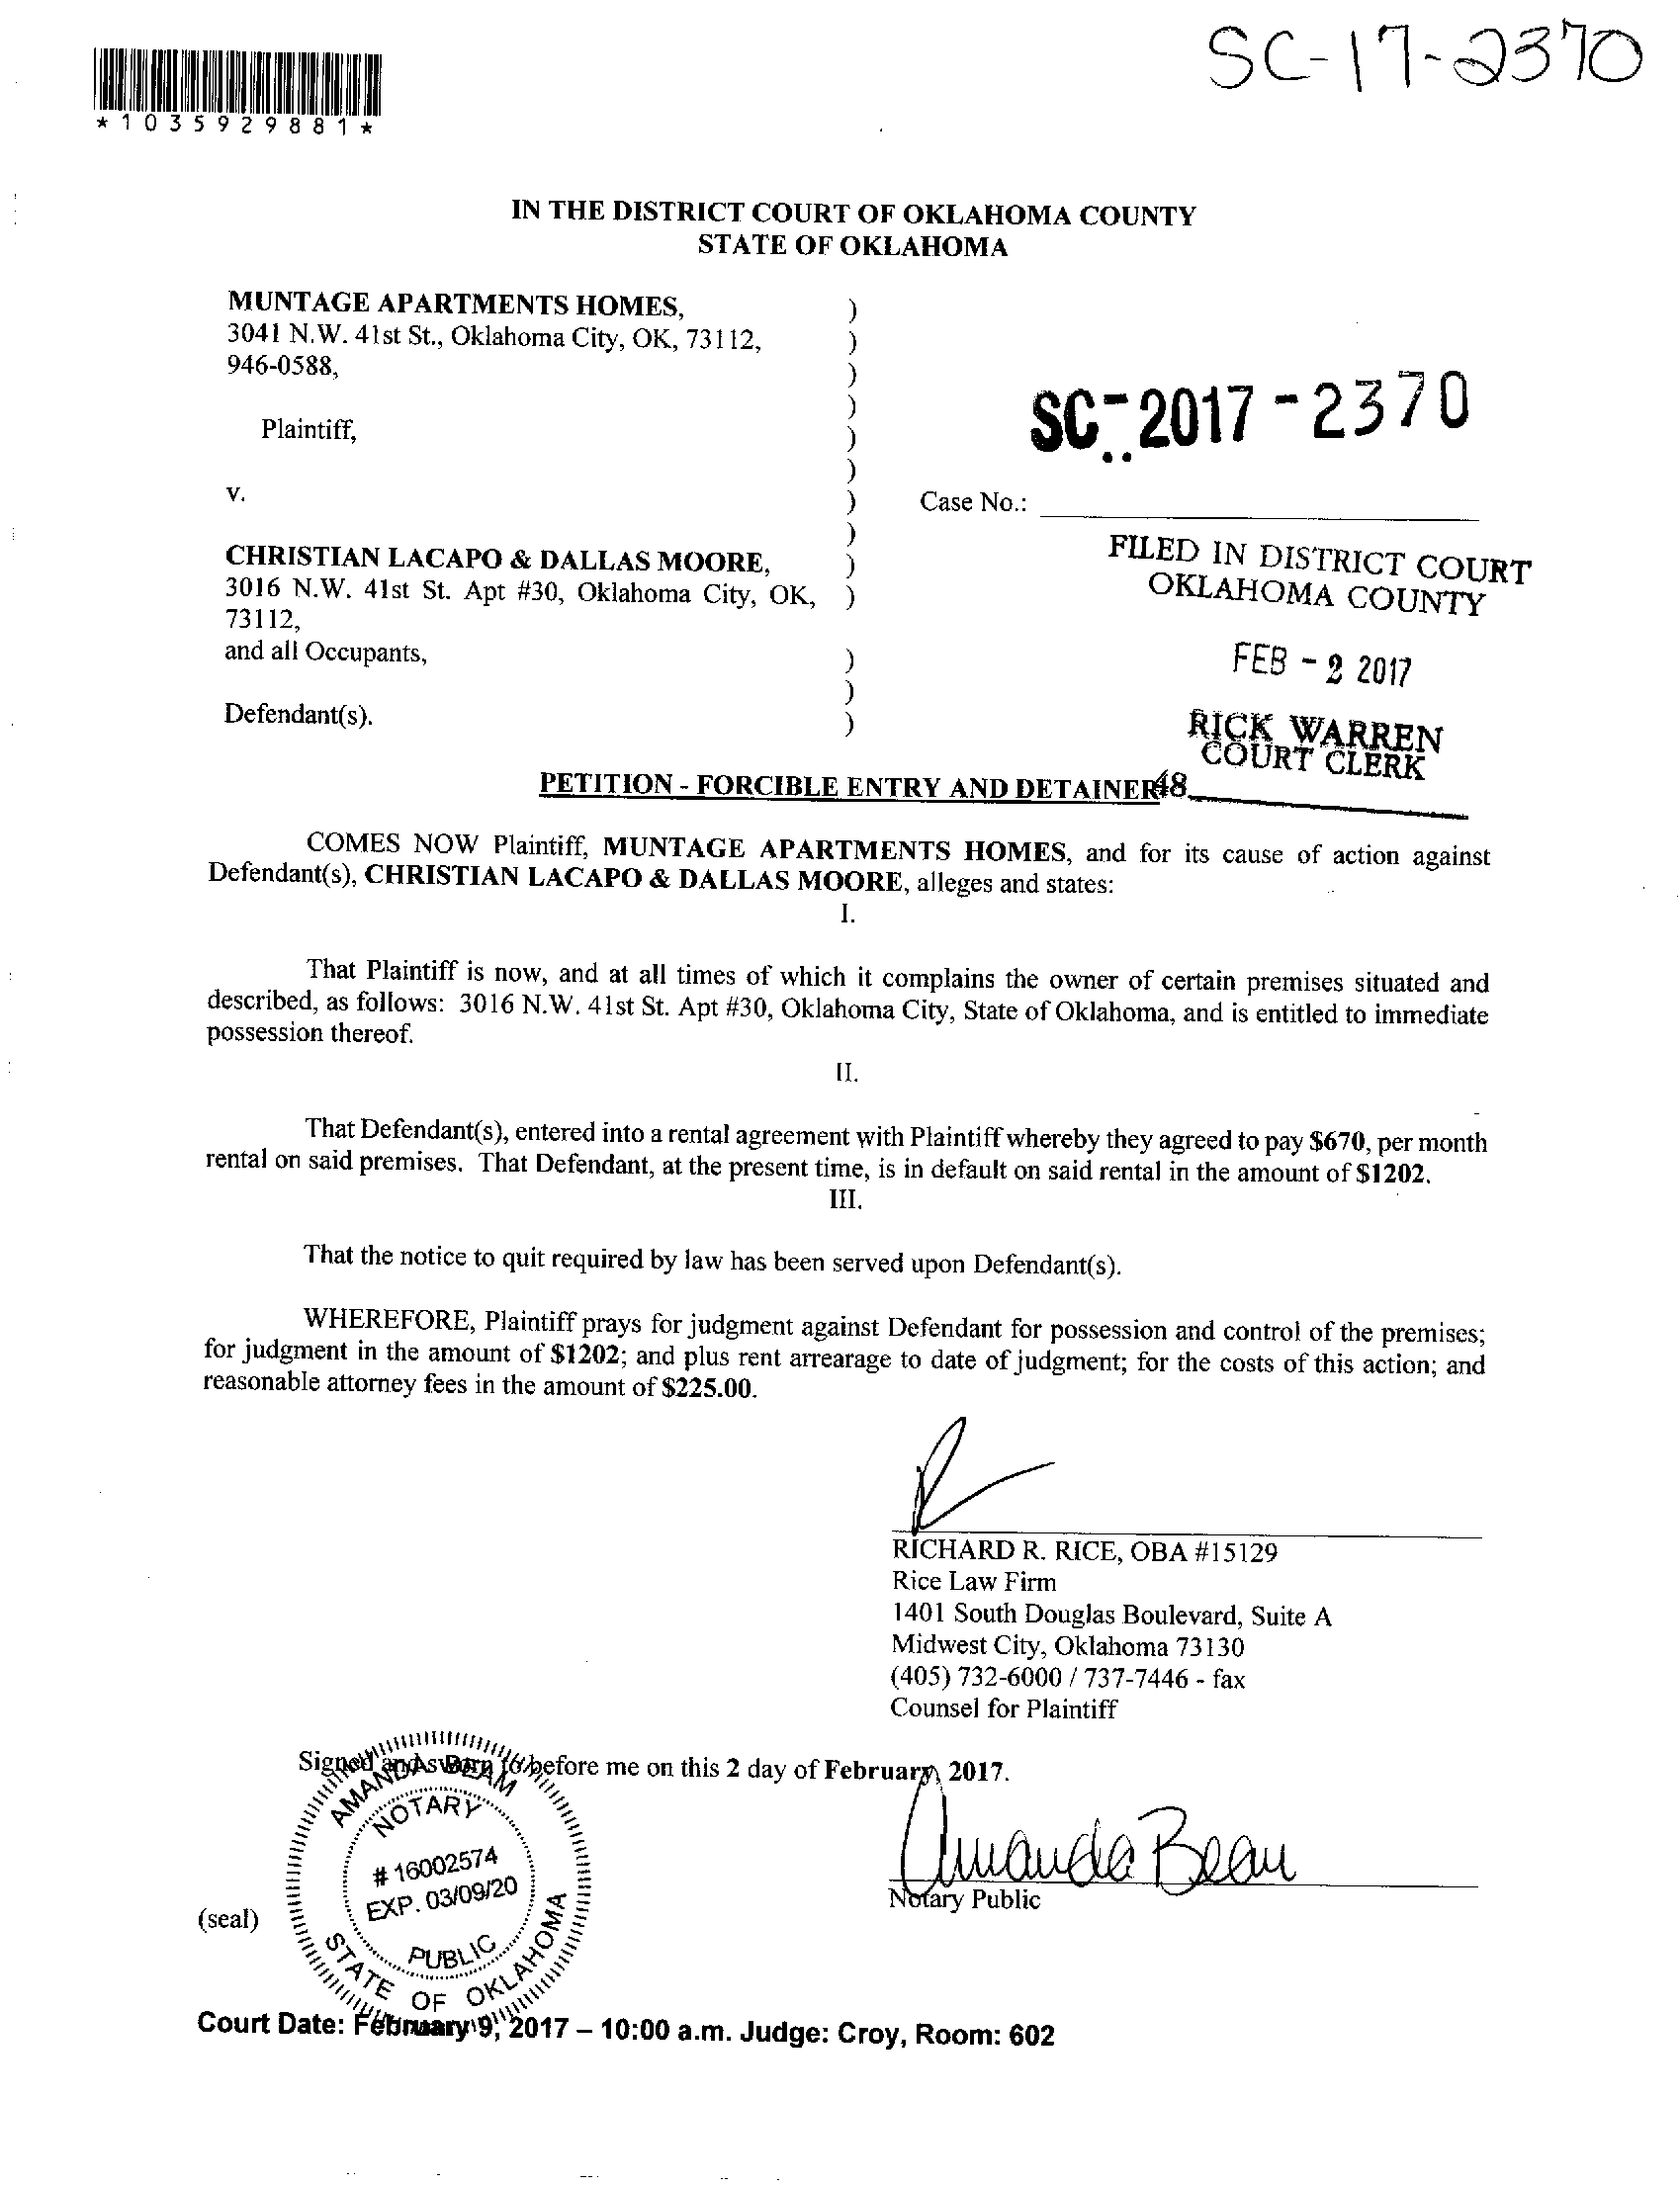 SC-17-2370
*1035929881*
IN THE DISTRICT COURT OF OKLAHOMA COUNTY
STATE OF OKLAHOMA
MUNTAGE APARTMENTS HOMES, )
3041 N.W. 41st St., Oklahoma City, OK, 73112, )
946-0588, )
)
Plaintiff, )
)
SC-2017-2370
v. )
Case No.:
)
CHRISTIAN LACAPO & DALLAS MOORE, )
3016 N.W. 41st St. Apt #30, Oklahoma City, OK, )
73112,
and all Occupants, )
)
Defendant(s). )
FILED IN DISTRICT COURT
OKLAHOMA COUNTY
FEB - 2 2017
RICK WARREN
COURT CLERK
48
PETITION - FORCIBLE ENTRY AND DETAINER
COMES NOW Plaintiff, MUNTAGE APARTMENTS HOMES, and for its cause of action against
Defendant(s), CHRISTIAN LACAPO & DALLAS MOORE, alleges and states:
I.
That Plaintiff is now, and at all times of which it complains the owner of certain premises situated and
described, as follows: 3016 N.W. 41st St. Apt #30, Oklahoma City, State of Oklahoma, and is entitled to immediate
possession thereof.
II.
That Defendant(s), entered into a rental agreement with Plaintiff whereby they agreed to pay $670, per month
rental on said premises. That Defendant, at the present time, is in default on said rental in the amount of $1202.
III.
That the notice to quit required by law has been served upon Defendant(s).
WHEREFORE, Plaintiff prays for judgment against Defendant for possession and control of the premises;
for judgment in the amount of $1202; and plus rent arrearage to date of judgment; for the costs of this action; and
reasonable attorney fees in the amount of $225.00.
RICHARD R. RICE, OBA #15129
Rice Law Firm
1401 South Douglas Boulevard, Suite A
Midwest City, Oklahoma 73130
(405) 732-6000 / 737-7446 - fax
Counsel for Plaintiff
Signed and sworn to before me on this 2 day of February, 2017.
Amanda Beam
Notary Public
(seal)
AMANDA BEAM
NOTARY
# 16002574
EXP. 03/09/20
PUBLIC
STATE OF OKLAHOMA
Court Date: February 9, 2017 – 10:00 a.m. Judge: Croy, Room: 602